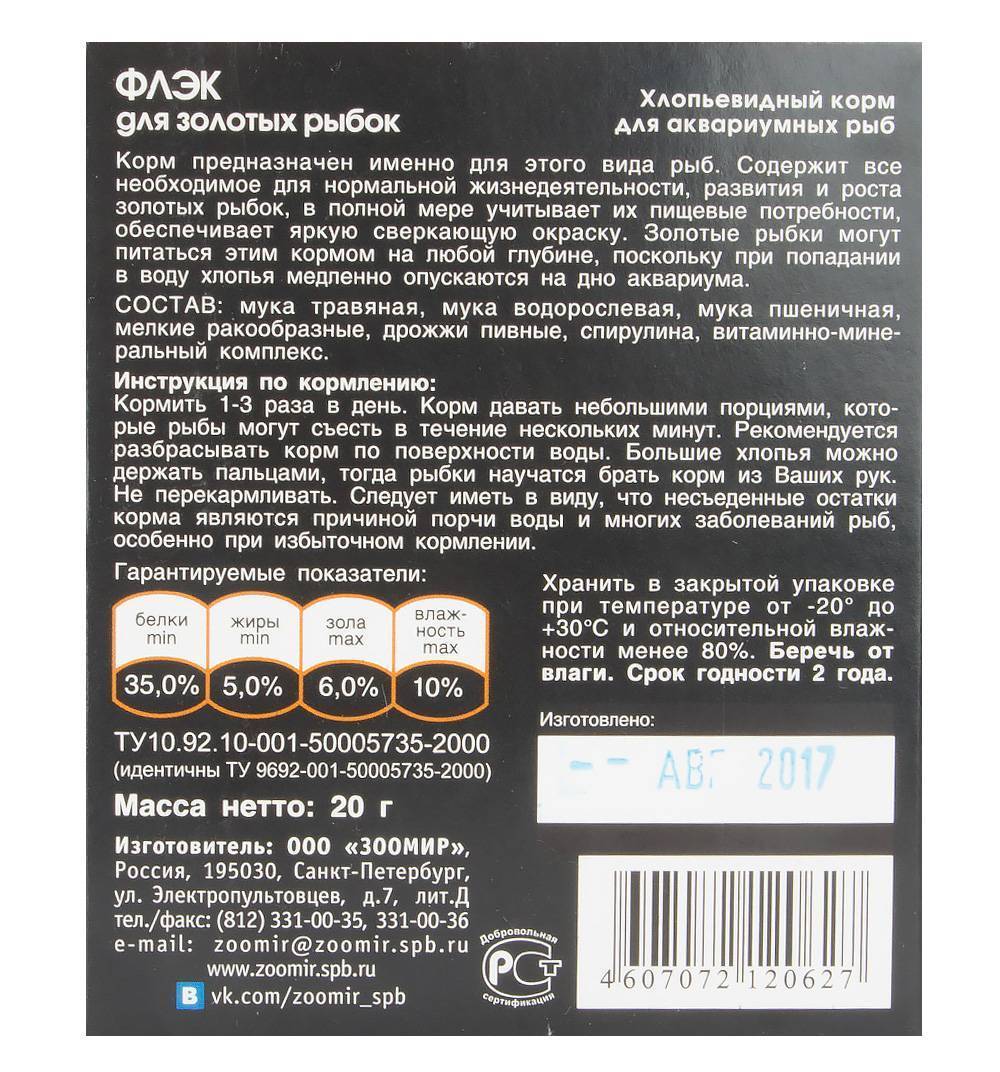 ФЛЭК
для золотых рыбок
Хлопьевидный корм
для аквариумных рыб
Корм предназначен именно для этого вида рыб. Содержит все
необходимое для нормальной жизнедеятельности, развития и роста
золотых рыбок, в полной мере учитывает их пищевые потребности,
обеспечивает яркую сверкающую окраску. Золотые рыбки могут
питаться этим кормом на любой глубине, поскольку при попадании
в воду хлопья медленно опускаются на дно аквариума.
СОСТАВ: мука травяная, мука водорослевая, мука пшеничная,
мелкие ракообразные, дрожжи пивные, спирулина, витаминно-мине-
ральный комплекс.
Инструкция по кормлению:
Кормить 1-3 раза в день. Корм давать небольшими порциями, кото-
рые рыбы могут съесть в течение нескольких минут. Рекомендуется
разбрасывать корм по поверхности воды. Большие хлопья можно
держать пальцами, тогда рыбки научатся брать корм из Ваших рук.
Не перекармливать. Следует иметь в виду, что несъеденные остатки
корма являются причиной порчи воды и многих заболеваний рыб,
особенно при избыточном кормлении.
Гарантируемые показатели:
белки
min
35,0%
жиры
min
5,0%
зола
max
6,0%
влаж-
ность
max
10%
ТУ10.92.10-001-50005735-2000
(идентичны ТУ 9692-001-50005735-2000)
Масса нетто: 20 г
Изготовитель: ООО «ЗООМИР»,
Россия, 195030, Санкт-Петербург,
ул. Электропультовцев, д.7, лит.Д
тел./факс: (812) 331-00-35, 331-00-36
e-mail: zoomir@zoomir.spb.ru
www.zoomir.spb.ru
В vk.com/zoomir_spb
Хранить в закрытой упаковке
при температуре от -20° до
+30°С и относительной влаж-
ности менее 80%. Беречь от
влаги. Срок годности 2 года.
Изготовлено:
-- АВГ 2017
Добровольная
РСТ
сертификация
4 607072 120627